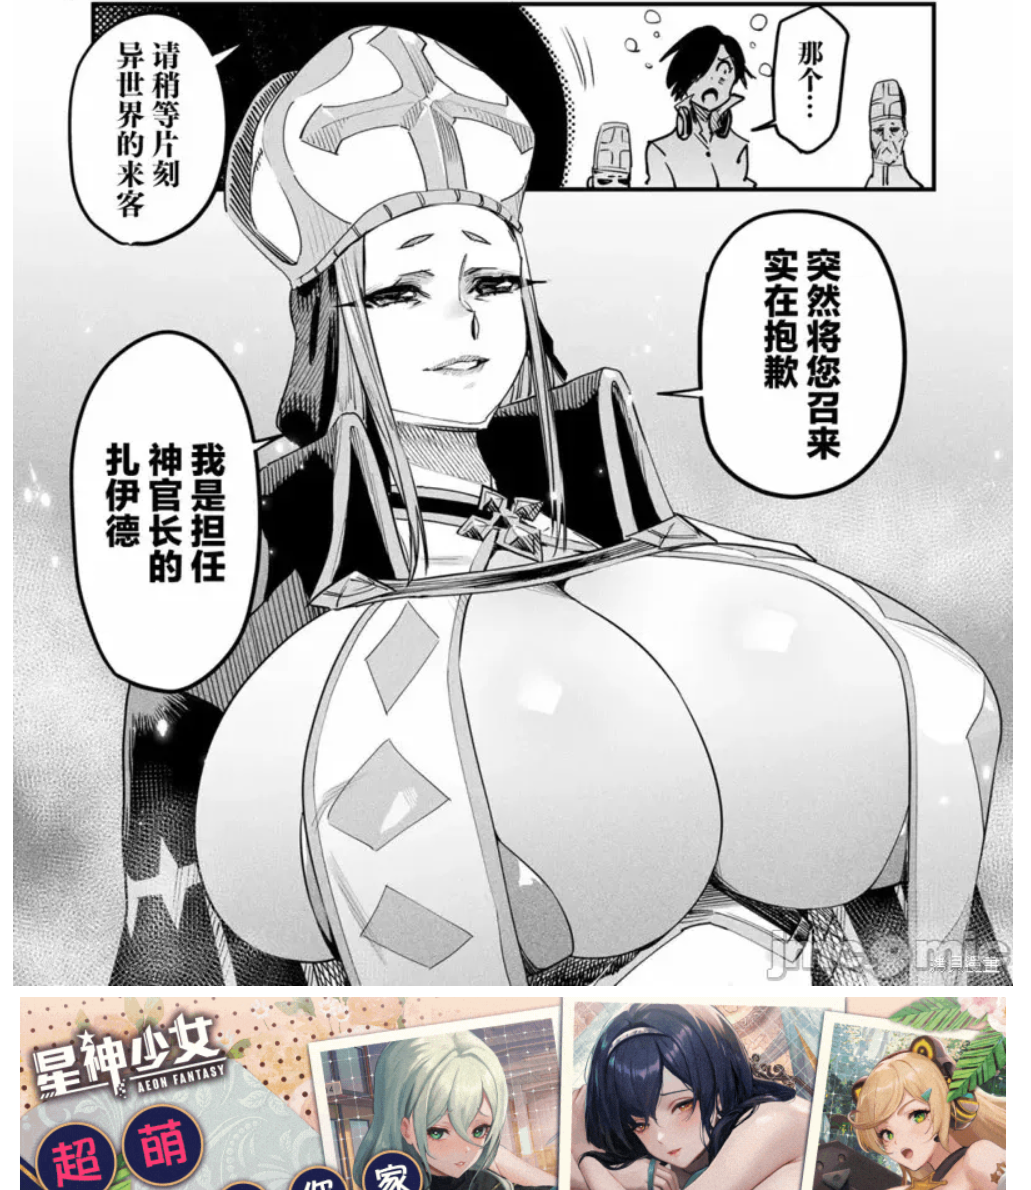 那个…
请稍等片刻
异世界的来客
突然将您召来
实在抱歉
我是担任
神官长的
扎伊德
星神少女
AEON FANTASY
超萌
家